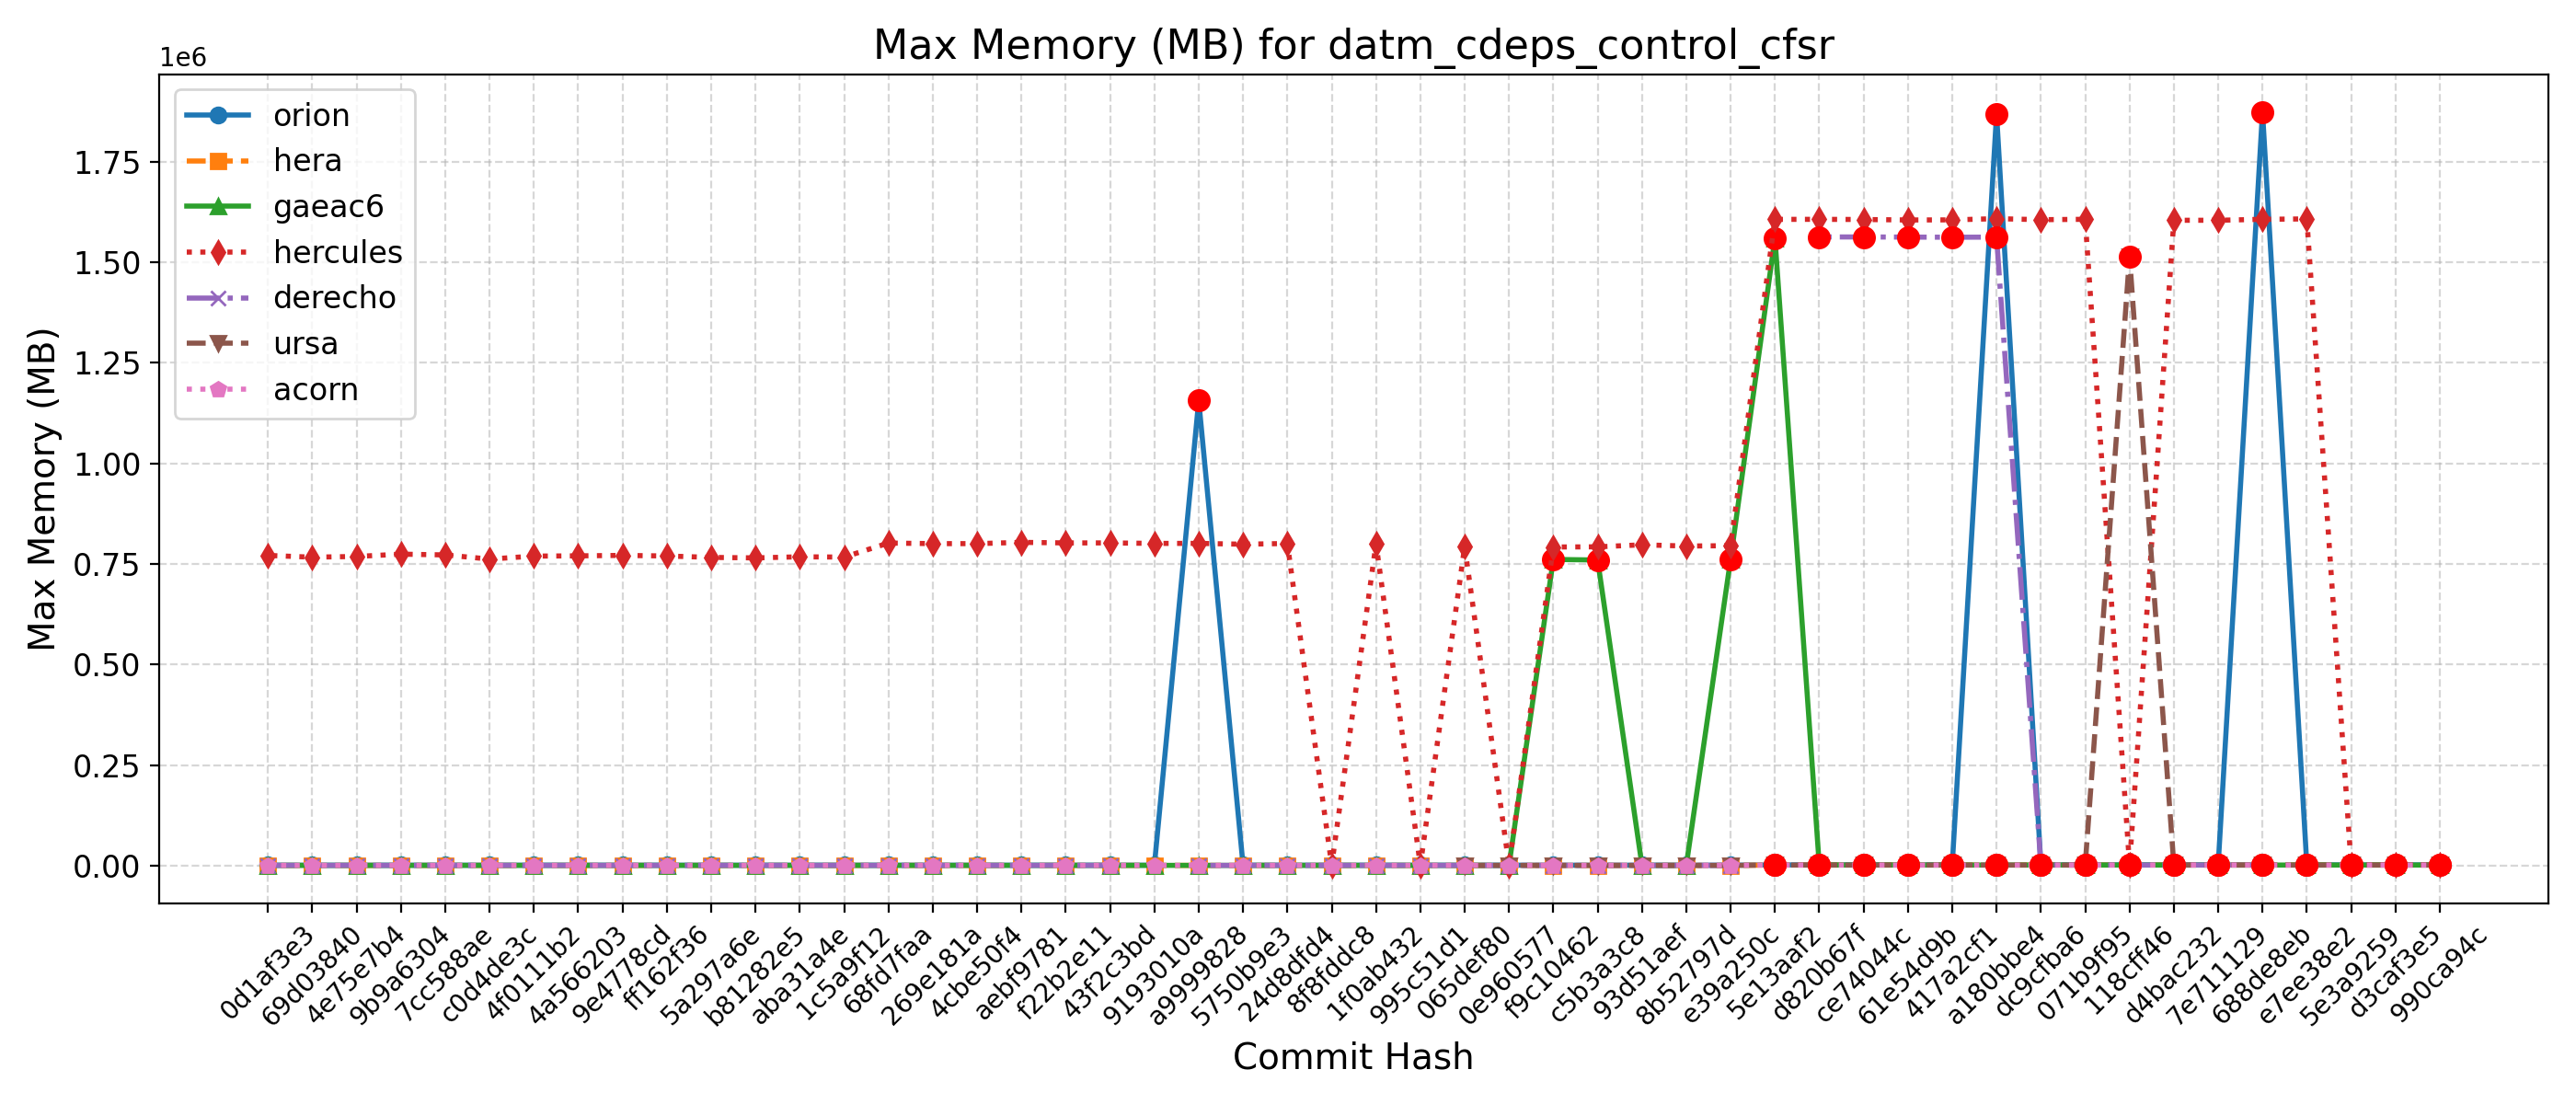 Max Memory (MB) for datm_cdeps_control_cfsr
1e6
orion
hera
gaeac6
hercules
derecho
ursa
acorn
1.75
1.50
1.25
1.00
0.75
0.50
0.25
0.00
Max Memory (MB)
0d1af3e3
69d03840
4e75e7b4
9b9a6304
7cc588ae
c0d4de3c
4f0111b2
4a566203
9e4778cd
ff162f36
5a297a6e
b81282e5
aba31a4e
1c5a9f12
68fd7faa
269e181a
4cbe50f4
aebf9781
f22b2e11
43f2c3bd
9193010a
a9999828
5750b9e3
24d8dfd4
8f8fddc8
1f0ab432
995c51d1
065def80
0e960577
f9c10462
c5b3a3c8
93d51aef
8b52797d
e39a250c
5e13aaf2
d820b67f
ce74044c
61e54d9b
417a2cf1
a180bbe4
dc9cfba6
071b9f95
118cff46
d4bac232
7e711129
688de8eb
e7ee38e2
5e3a9259
d3caf3e5
990ca94c
Commit Hash